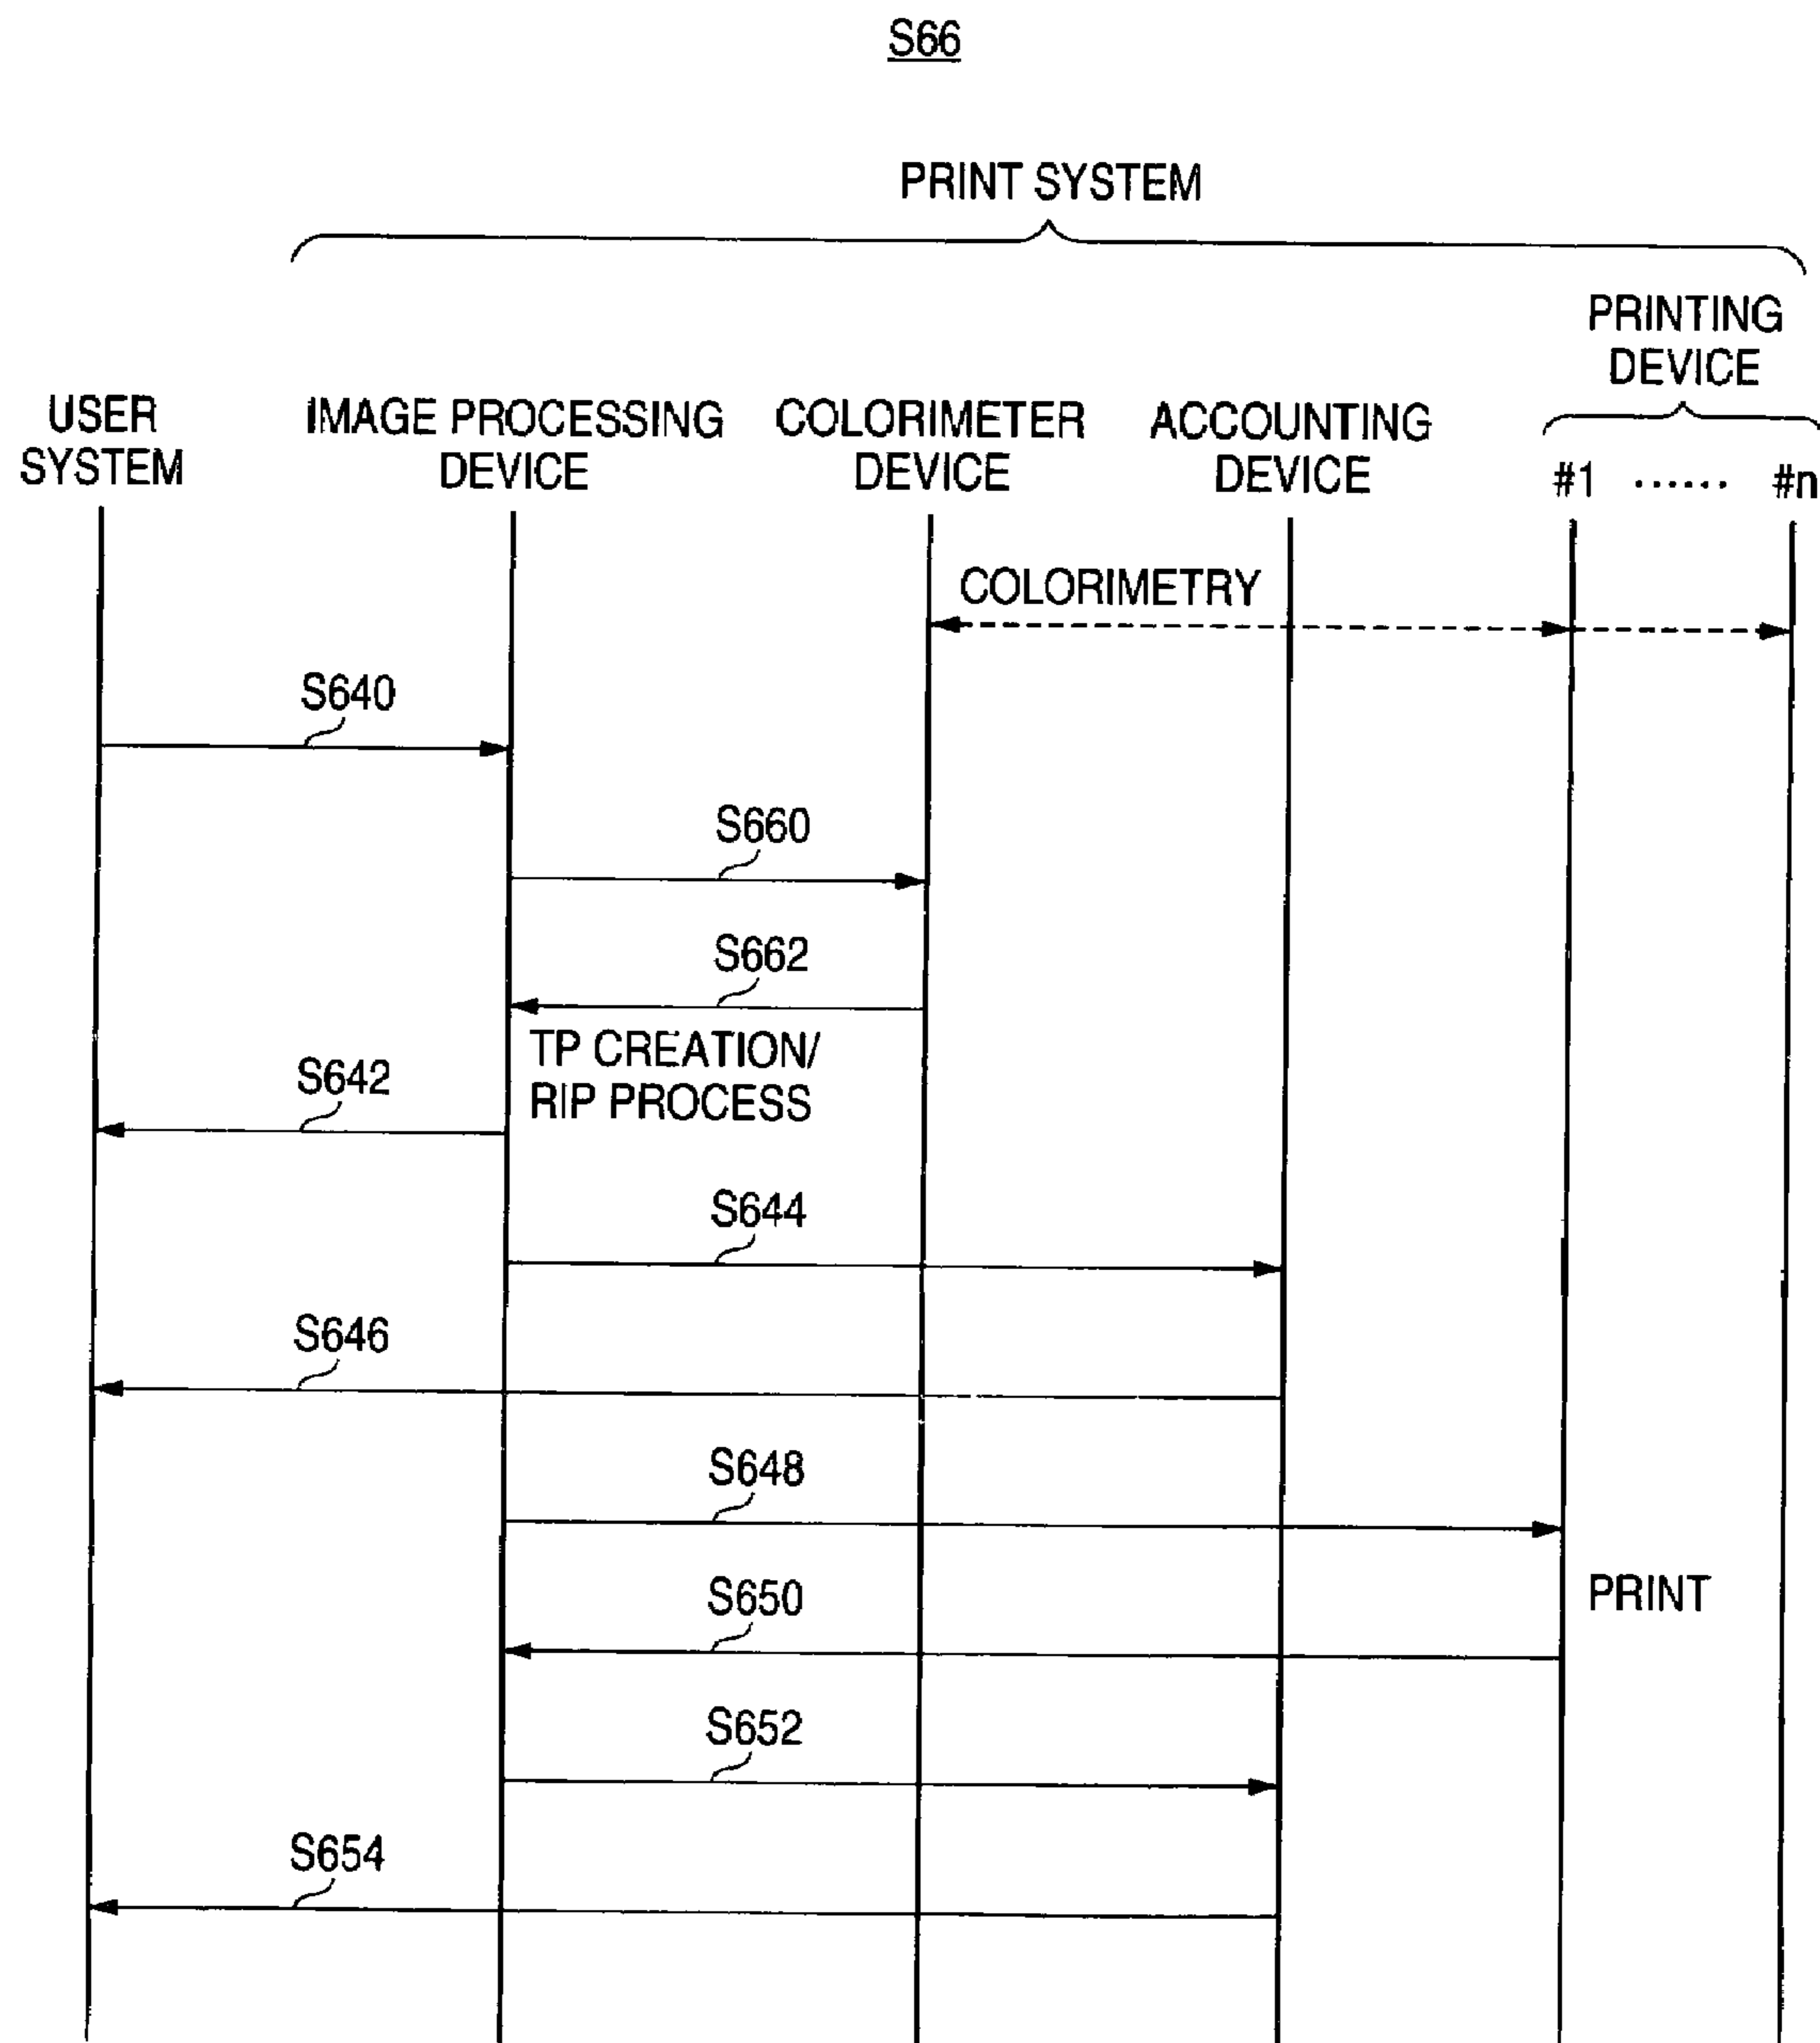 S66
PRINT SYSTEM
PRINTING
DEVICE
USER
SYSTEM
IMAGE PROCESSING
DEVICE
COLORIMETER
DEVICE
ACCOUNTING
DEVICE
#1 ...... #n
COLORIMETRY
S640
S660
S662
TP CREATION/
RIP PROCESS
S642
S644
S646
S648
PRINT
S650
S652
S654